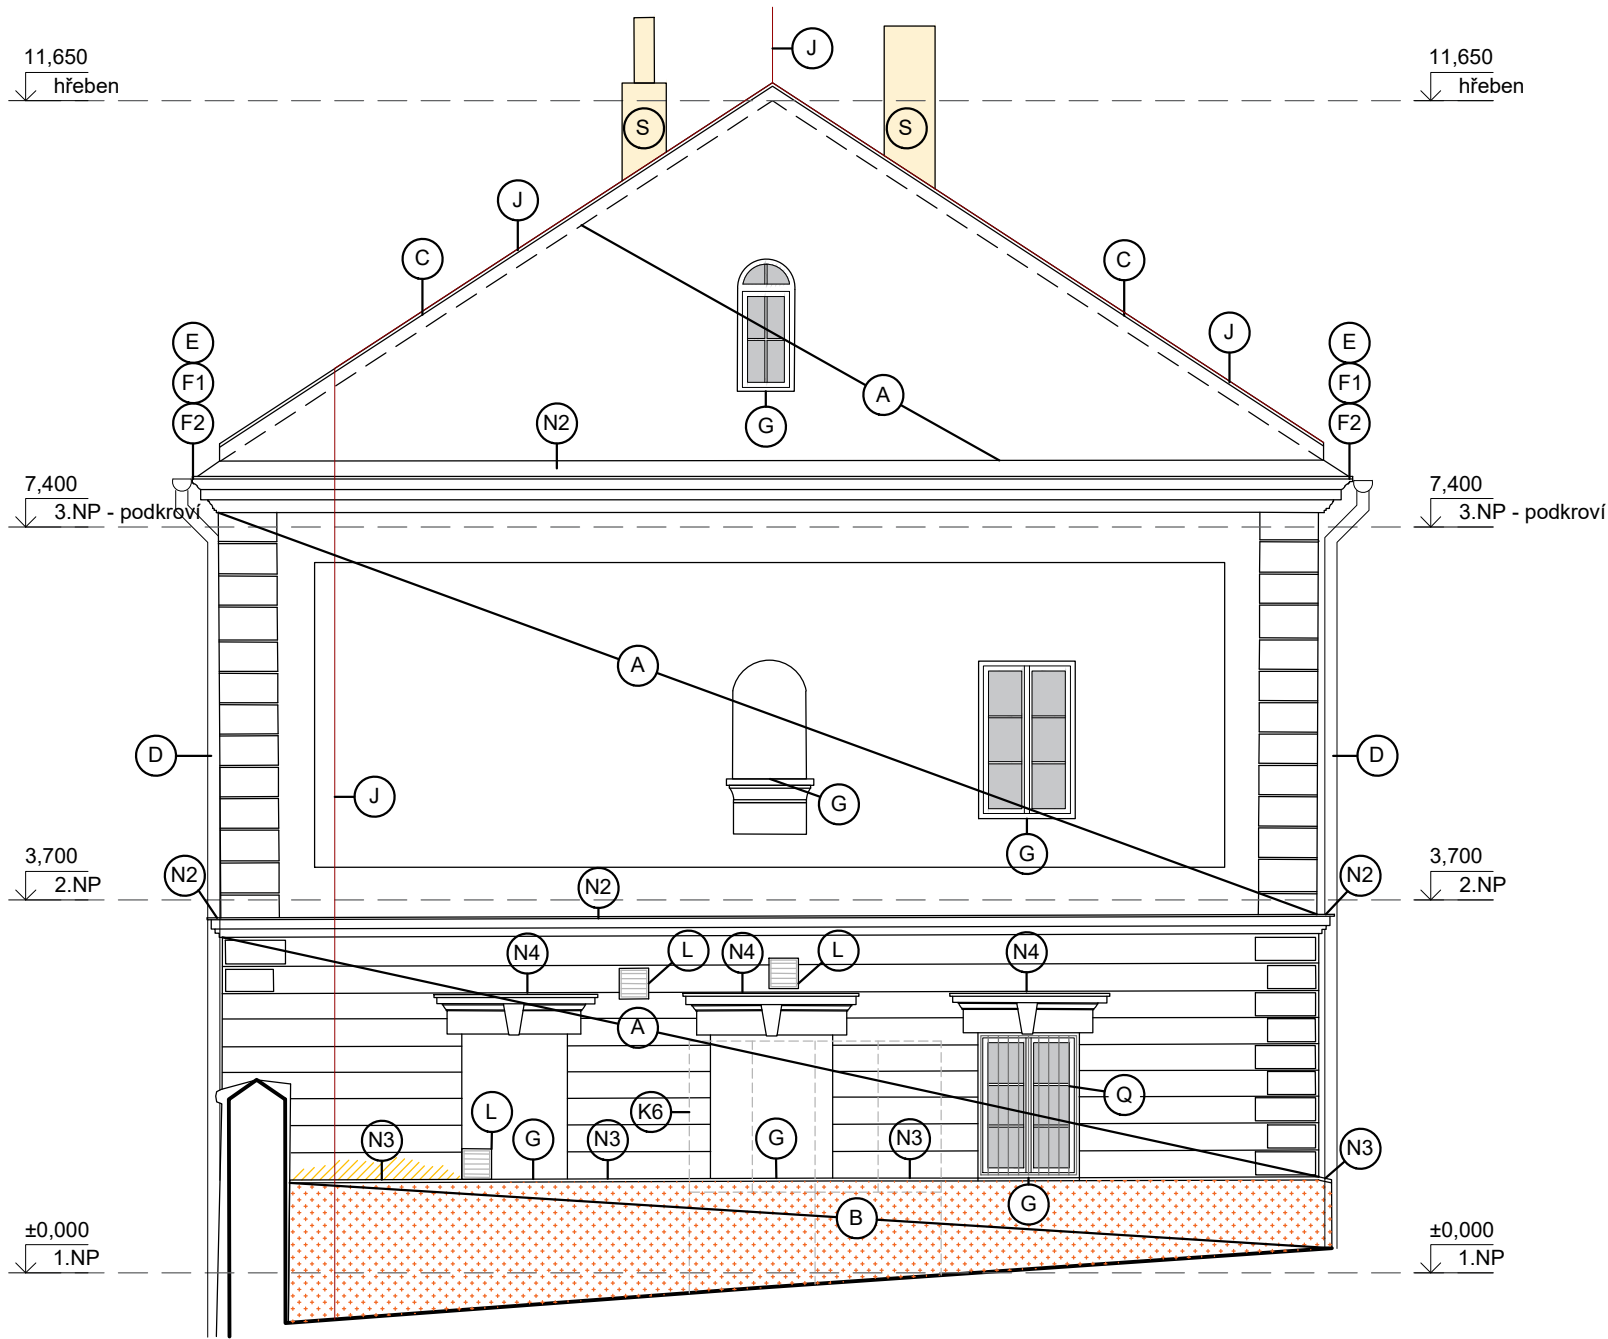 J
11,650
hřeben
11,650
hřeben
S
S
J
C
C
J
E
F1
F2
E
F1
F2
A
G
N2
7,400
3.NP - podkroví
7,400
3.NP - podkroví
A
D
D
J
G
G
3,700
2.NP
3,700
2.NP
N2
N2
N2
N4
L
N4
L
N4
A
K6
L
Q
N3
G
N3
G
N3
N3
G
B
±0,000
1.NP
±0,000
1.NP